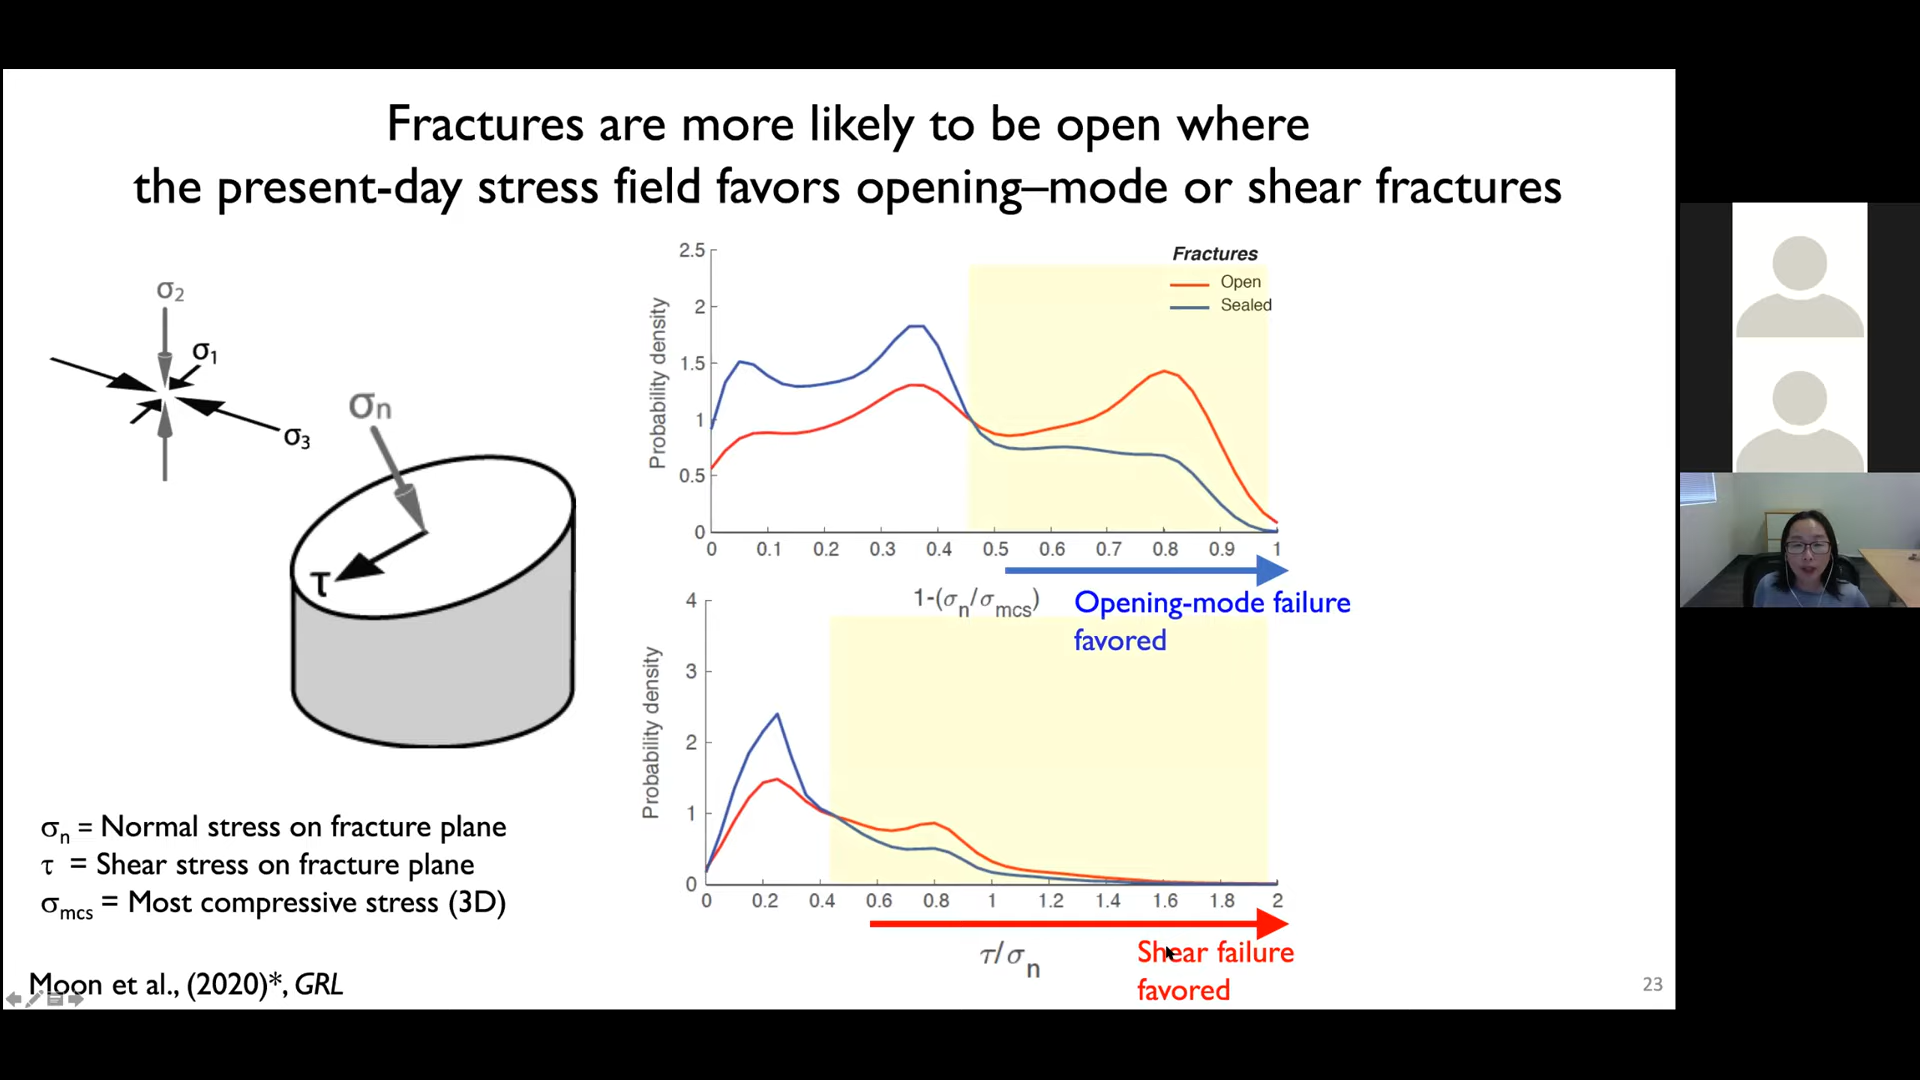 Fractures are more likely to be open where
the present-day stress field favors opening–mode or shear fractures
σ2
σ1
σ3
σn
τ
σn = Normal stress on fracture plane
τ = Shear stress on fracture plane
σmcs = Most compressive stress (3D)
Moon et al., (2020)*, GRL
Fractures
Open
Sealed
Probability density
2.5
2
1.5
1
0.5
0
0 0.1 0.2 0.3 0.4 0.5 0.6 0.7 0.8 0.9 1
1-(σn/σmcs)
Opening-mode failure
favored
Probability density
4
3
2
1
0
0 0.2 0.4 0.6 0.8 1 1.2 1.4 1.6 1.8 2
τ/σn
Shear failure
favored
23